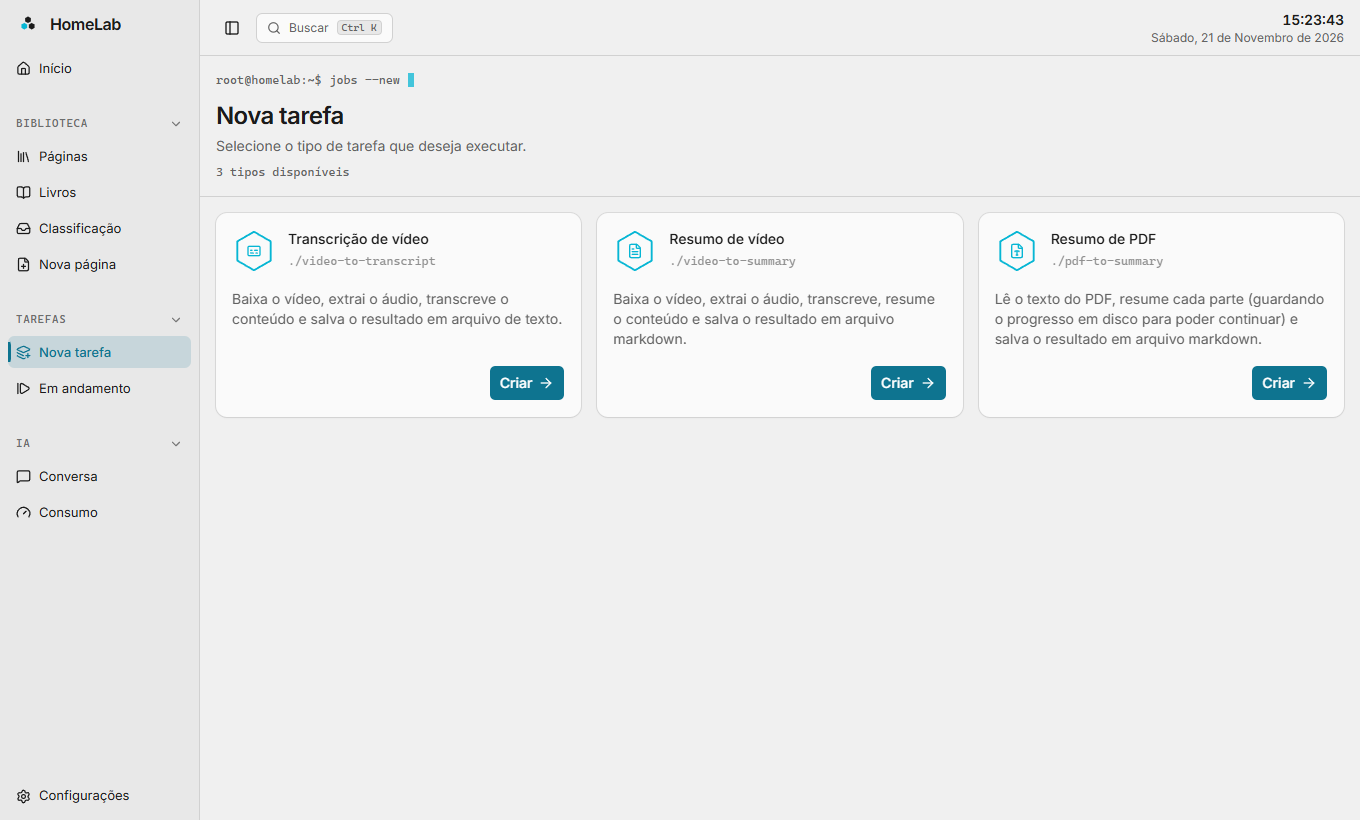 HomeLab
Início
BIBLIOTECA
Páginas
Livros
Classificação
Nova página
TAREFAS
Nova tarefa
Em andamento
IA
Conversa
Consumo
Configurações
Buscar Ctrl K
15:23:43
Sábado, 21 de Novembro de 2026
root@homelab:~$ jobs --new
Nova tarefa
Selecione o tipo de tarefa que deseja executar.
3 tipos disponíveis
Transcrição de vídeo
./video-to-transcript
Baixa o vídeo, extrai o áudio, transcreve o
conteúdo e salva o resultado em arquivo de texto.
Criar
Resumo de vídeo
./video-to-summary
Baixa o vídeo, extrai o áudio, transcreve, resume
o conteúdo e salva o resultado em arquivo
markdown.
Criar
Resumo de PDF
./pdf-to-summary
Lê o texto do PDF, resume cada parte (guardando
o progresso em disco para poder continuar) e
salva o resultado em arquivo markdown.
Criar